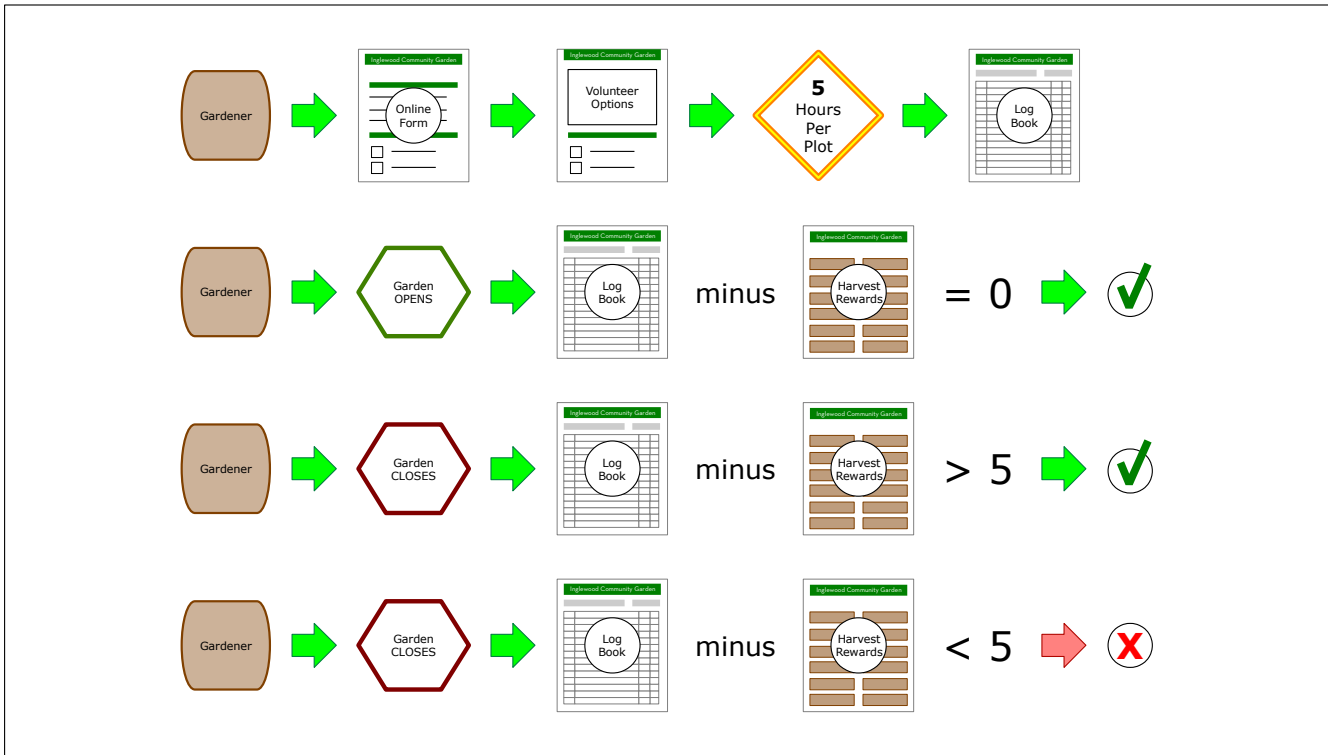 Inglewood Community Garden
Inglewood Community Garden
Inglewood Community Garden
Gardener
Online
Form
Volunteer
Options
5
Hours
Per
Plot
Log
Book
Inglewood Community Garden
Inglewood Community Garden
Gardener
Garden
OPENS
Log
Book
minus
Harvest
Rewards
= 0
Inglewood Community Garden
Inglewood Community Garden
Gardener
Garden
CLOSES
Log
Book
minus
Harvest
Rewards
> 5
Inglewood Community Garden
Inglewood Community Garden
Gardener
Garden
CLOSES
Log
Book
minus
Harvest
Rewards
< 5
X